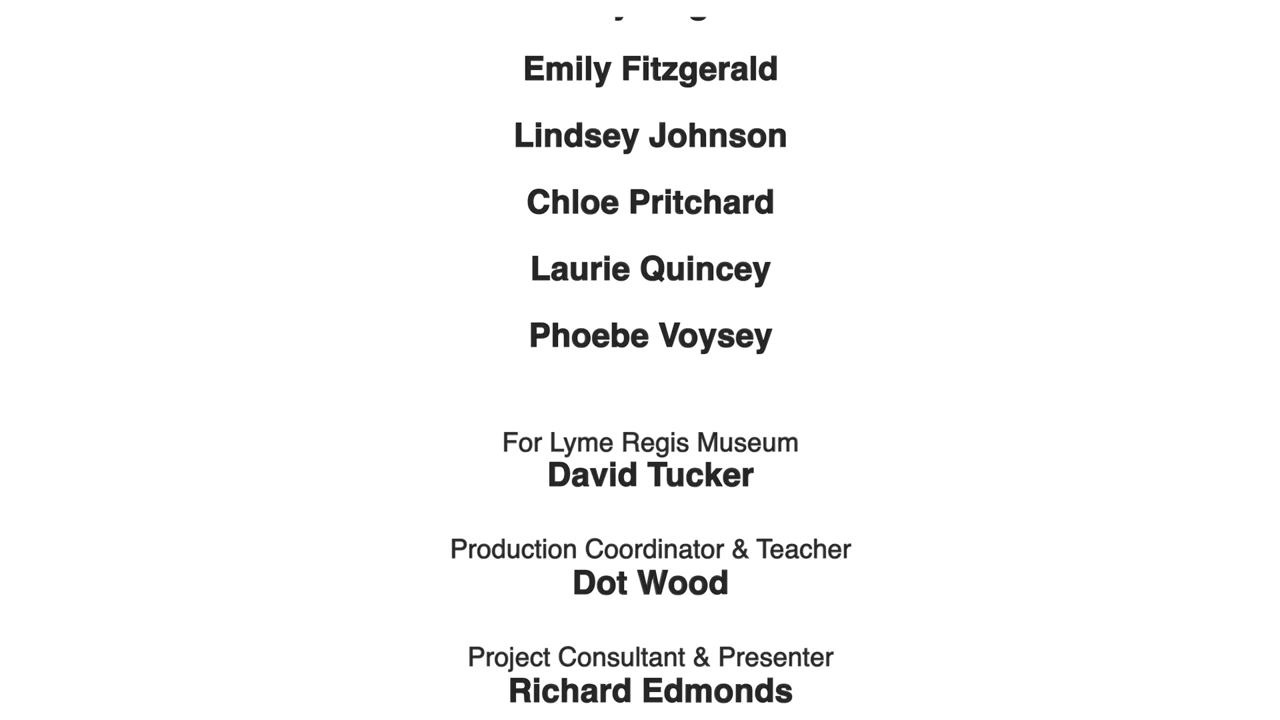 Emily Fitzgerald
Lindsey Johnson
Chloe Pritchard
Laurie Quincey
Phoebe Voysey
For Lyme Regis Museum
David Tucker
Production Coordinator & Teacher
Dot Wood
Project Consultant & Presenter
Richard Edmonds